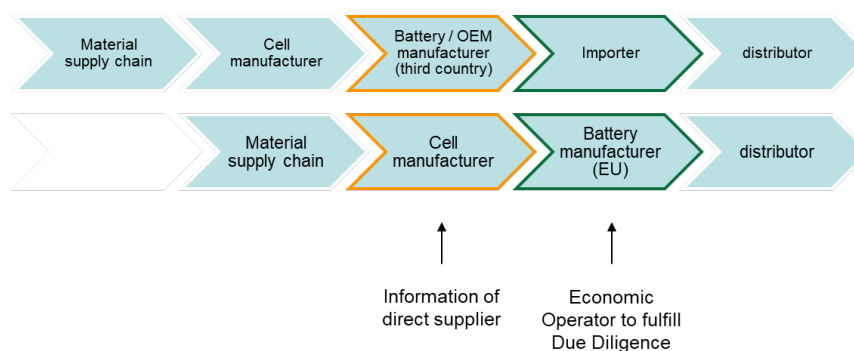 Material
supply chain
Cell
manufacturer
Battery / OEM
manufacturer
(third country)
Importer
distributor
Material
supply chain
Cell
manufacturer
Battery
manufacturer
(EU)
distributor
Information of
direct supplier
Economic
Operator to fulfill
Due Diligence